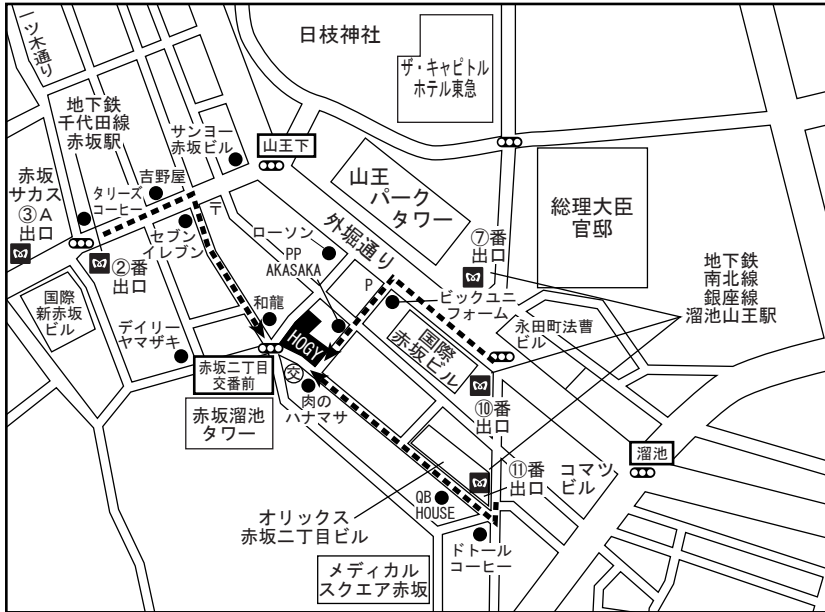 一ツ木通り
日枝神社
ザ・キャピトル
ホテル東急
地下鉄
千代田線
赤坂駅
サンヨー
赤坂ビル
山王下
赤坂
サカス
③A
出口
タリーズ
コーヒー
吉野屋
〒
セブン
イレブン
②番
出口
国際
新赤坂
ビル
デイリー
ヤマザキ
ローソン
PP
AKASAKA
外堀通り
山王
パーク
タワー
総理大臣
官邸
⑦番
出口
地下鉄
南北線
銀座線
溜池山王駅
P
ビックユニ
フォーム
永田町法曹
ビル
和龍
HOGY
国際
赤坂ビル
赤坂二丁目
交番前
交
肉の
ハナマサ
赤坂溜池
タワー
⑩番
出口
溜池
⑪番
出口
コマツ
ビル
QB
HOUSE
オリックス
赤坂二丁目ビル
ドトール
コーヒー
メディカル
スクエア赤坂